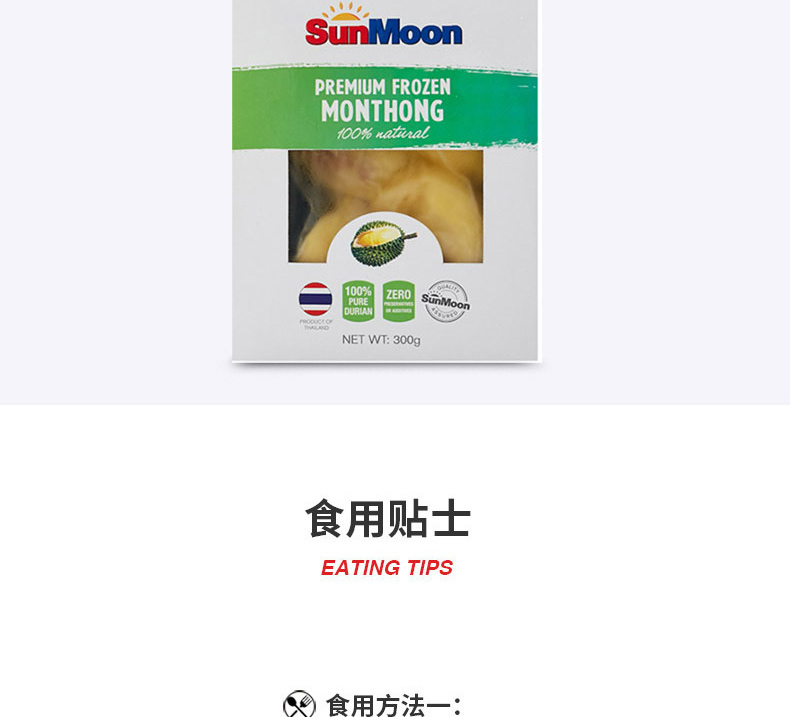 SunMoon
PREMIUM FROZEN
MONTHONG
100% natural
100%
PURE
DURIAN
ZERO
PRESERVATIVES
OR ADDITIVES
QUALITY
SunMoon
ASSURED
PRODUCT OF
THAILAND
NET WT: 300g
食用贴士
EATING TIPS
食用方法一：